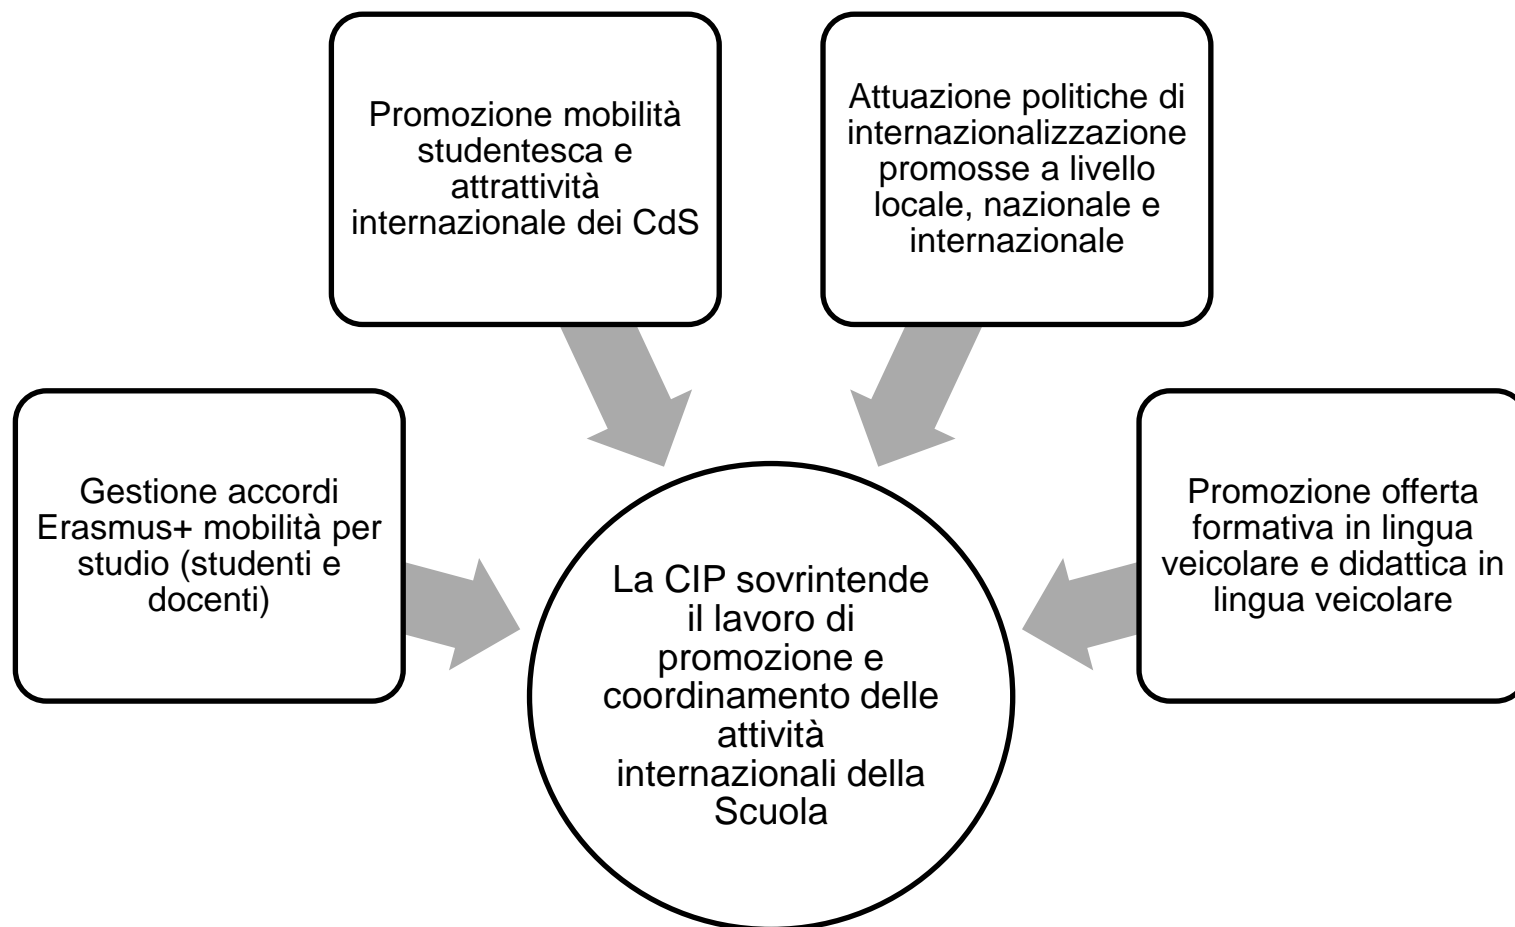 Promozione mobilità
studentesca e
attrattività
internazionale dei CdS
Attuazione politiche di
internazionalizzazione
promosse a livello
locale, nazionale e
internazionale
Gestione accordi
Erasmus+ mobilità per
studio (studenti e
docenti)
Promozione offerta
formativa in lingua
veicolare e didattica in
lingua veicolare
La CIP sovrintende
il lavoro di
promozione e
coordinamento delle
attività
internazionali della
Scuola